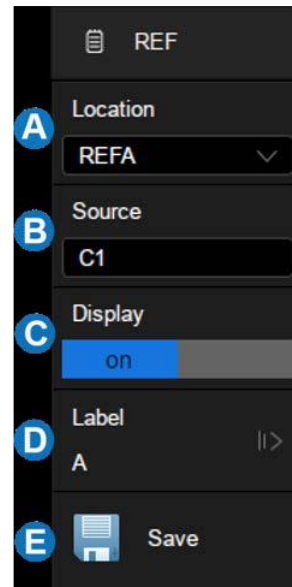 REF
A
Location
REFA
B
Source
C1
C
Display
on
D
Label
A
E
Save